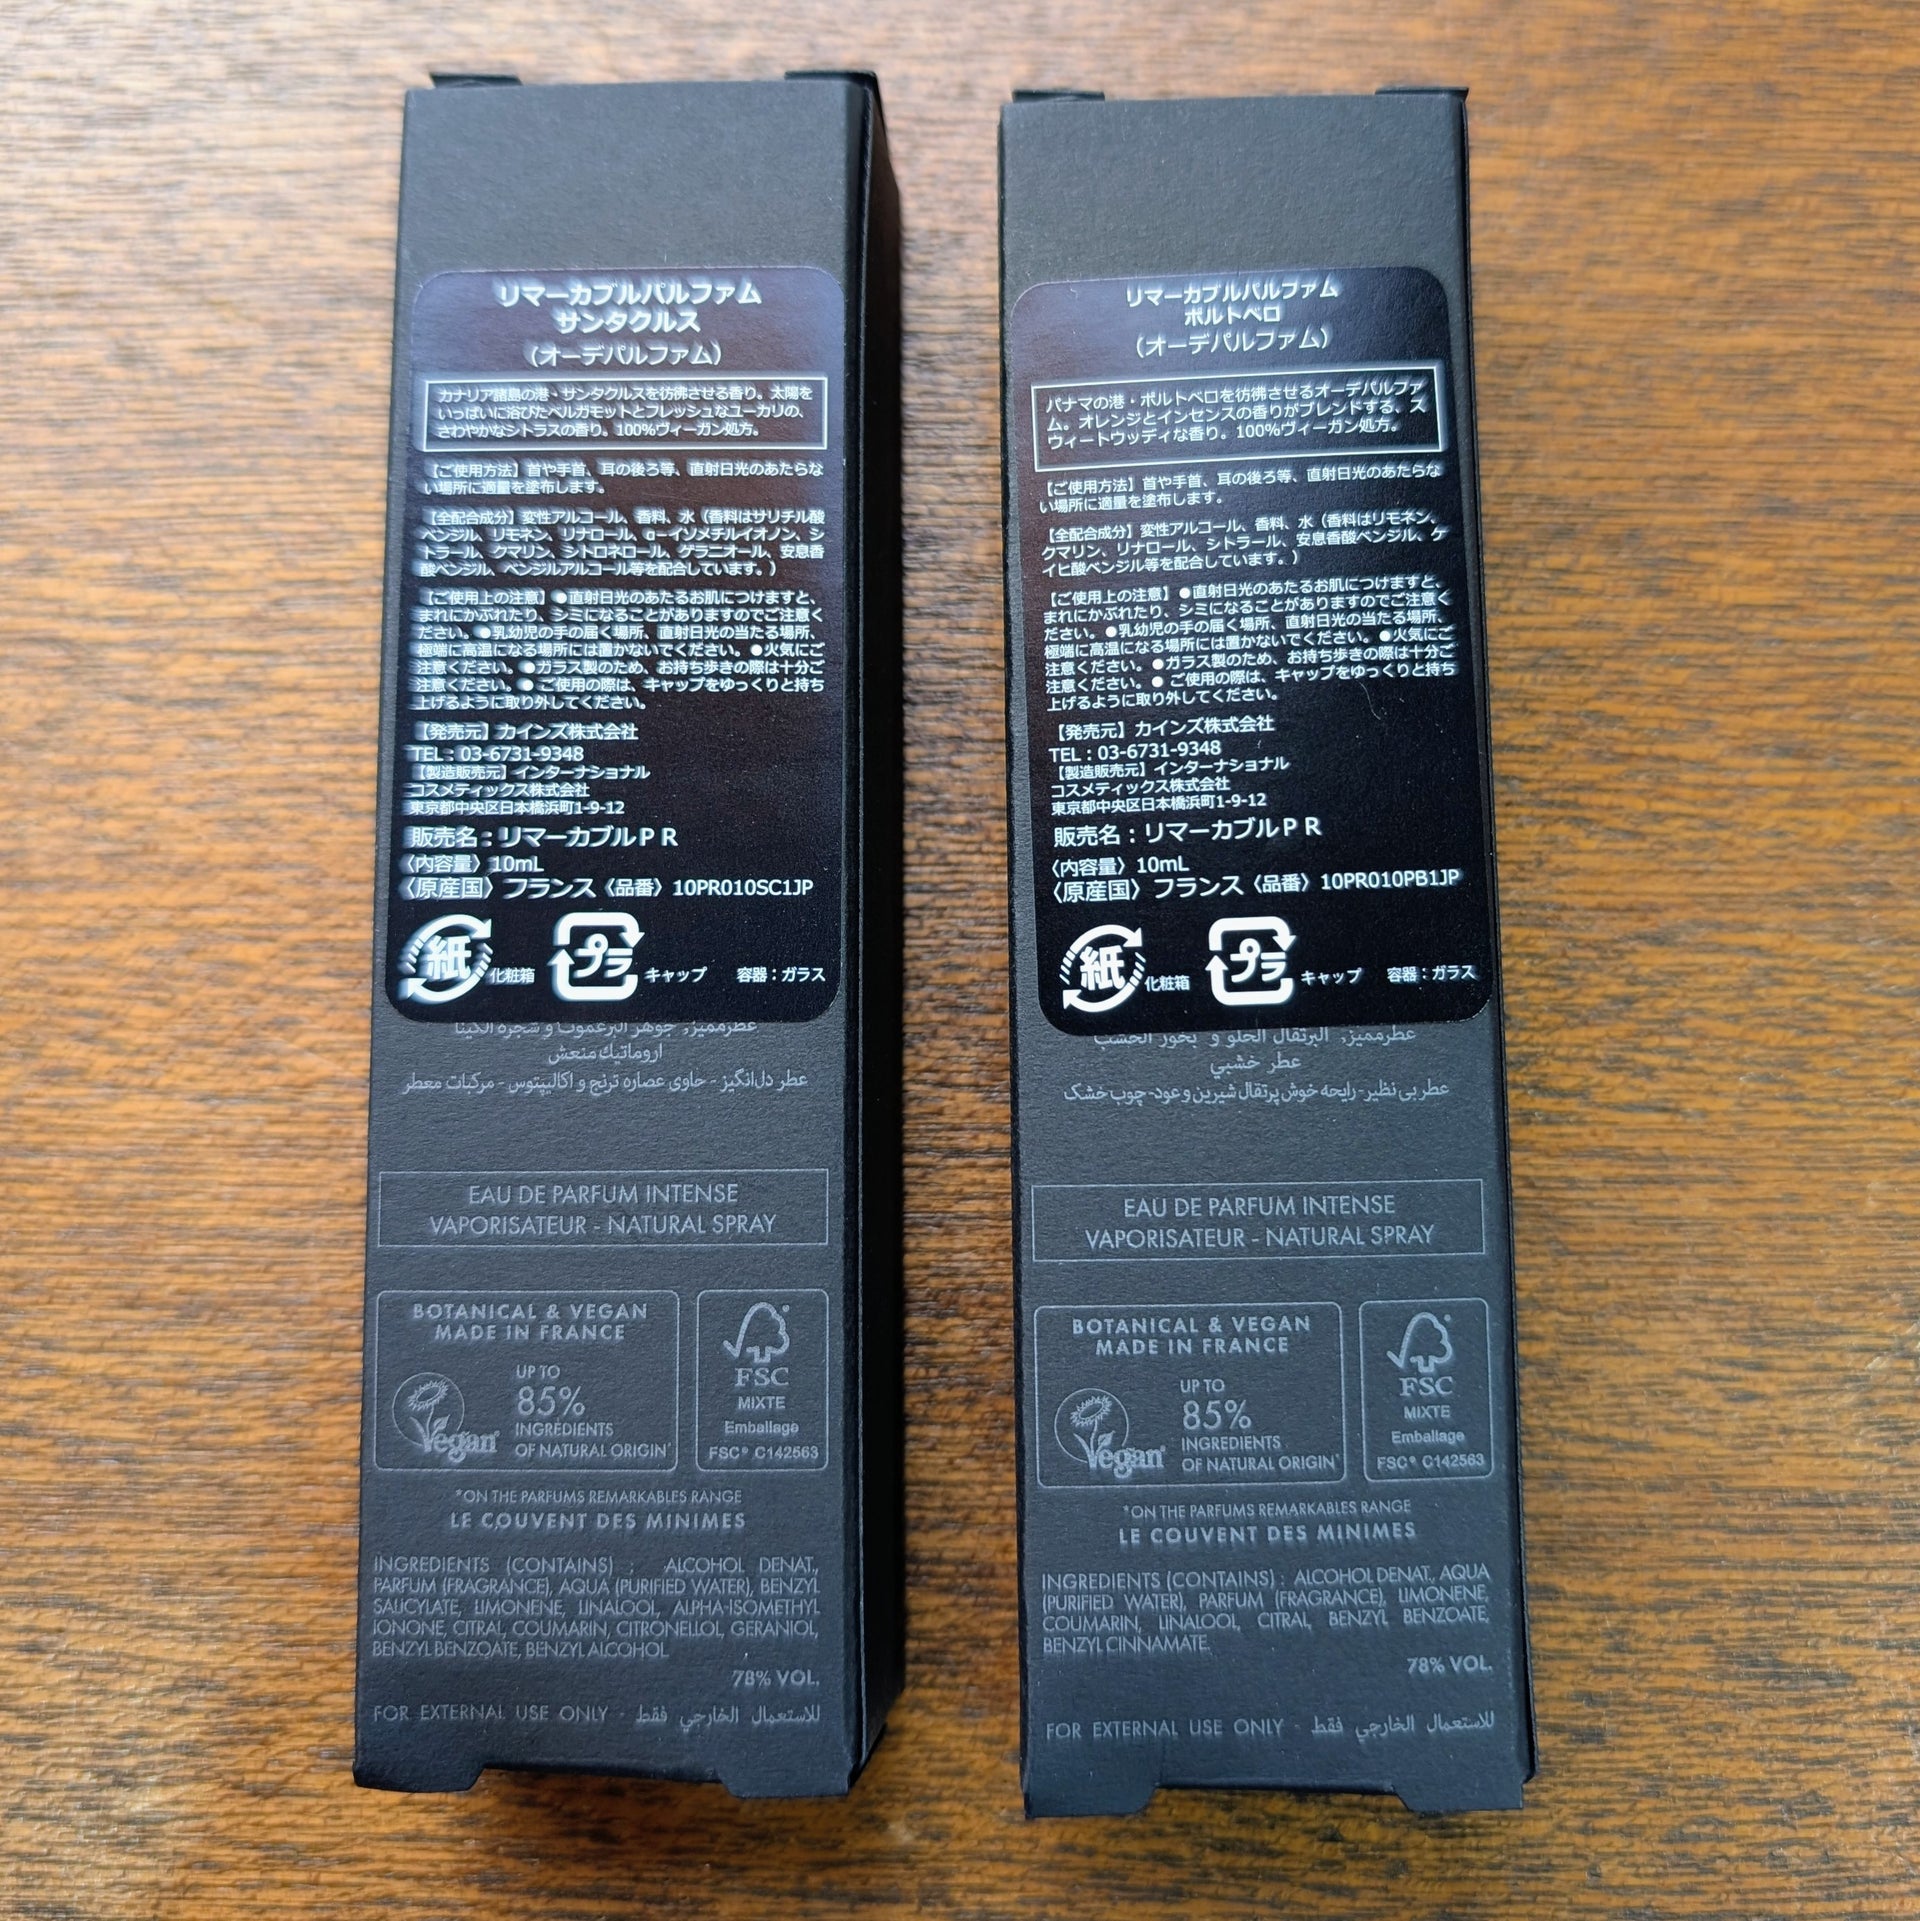 リマーカブルパルファム
サンタクルス
（オーデパルファム）
カナリア諸島の港・サンタクルスを彷彿させる香り。太陽を
いっぱいに浴びたベルガモットとフレッシュなユーカリの、
さわやかなシトラスの香り。100%ヴィーガン処方。
【ご使用方法】首や手首、耳の後ろ等、直射日光のあたらな
い場所に適量を塗布します。
【全配合成分】変性アルコール、香料、水（香料はサリチル酸
ベンジル、リモネン、リナロール、α-イソメチルイオノン、シ
トラール、クマリン、シトロネロール、ゲラニオール、安息香
酸ベンジル、ベンジルアルコール等を配合しています。）
【ご使用上の注意】●直射日光のあたるお肌につけますと、
まれにかぶれたり、シミになることがありますのでご注意く
ださい。●乳幼児の手の届く場所、直射日光の当たる場所、
極端に高温になる場所には置かないでください。●火気にご
注意ください。●ガラス製のため、お持ち歩きの際は十分ご
注意ください。● ご使用の際は、キャップをゆっくりと持ち
上げるように取り外してください。
【発売元】カインズ株式会社
TEL：03-6731-9348
【製造販売元】インターナショナル
コスメティックス株式会社
東京都中央区日本橋浜町1-9-12
販売名：リマーカブルＰＲ
〈内容量〉10mL
〈原産国〉フランス〈品番〉10PR010SC1JP
紙 化粧箱 プラ キャップ 容器：ガラス
عطرمميز, جوهر البرغموت و شجرة الكينا
اروماتيك منعش
عطر دل‌انگیز - حاوی عصاره ترنج و اکالیپتوس - مرکبات معطر
EAU DE PARFUM INTENSE
VAPORISATEUR - NATURAL SPRAY
BOTANICAL & VEGAN
MADE IN FRANCE
Vegan
UP TO
85%
INGREDIENTS
OF NATURAL ORIGIN*
FSC
MIXTE
Emballage
FSC® C142563
*ON THE PARFUMS REMARKABLES RANGE
LE COUVENT DES MINIMES
INGREDIENTS (CONTAINS) : ALCOHOL DENAT.,
PARFUM (FRAGRANCE), AQUA (PURIFIED WATER), BENZYL
SALICYLATE, LIMONENE, LINALOOL, ALPHA-ISOMETHYL
IONONE, CITRAL, COUMARIN, CITRONELLOL, GERANIOL,
BENZYL BENZOATE, BENZYL ALCOHOL.
78% VOL.
FOR EXTERNAL USE ONLY - للاستعمال الخارجي فقط
リマーカブルパルファム
ポルトベロ
（オーデパルファム）
パナマの港・ポルトベロを彷彿させるオーデパルファ
ム。オレンジとインセンスの香りがブレンドする、ス
ウィートウッディな香り。100%ヴィーガン処方。
【ご使用方法】首や手首、耳の後ろ等、直射日光のあたらな
い場所に適量を塗布します。
【全配合成分】変性アルコール、香料、水（香料はリモネン、
クマリン、リナロール、シトラール、安息香酸ベンジル、ケ
イヒ酸ベンジル等を配合しています。）
【ご使用上の注意】●直射日光のあたるお肌につけますと、
まれにかぶれたり、シミになることがありますのでご注意く
ださい。●乳幼児の手の届く場所、直射日光の当たる場所、
極端に高温になる場所には置かないでください。●火気にご
注意ください。●ガラス製のため、お持ち歩きの際は十分ご
注意ください。● ご使用の際は、キャップをゆっくりと持ち
上げるように取り外してください。
【発売元】カインズ株式会社
TEL：03-6731-9348
【製造販売元】インターナショナル
コスメティックス株式会社
東京都中央区日本橋浜町1-9-12
販売名：リマーカブルＰＲ
〈内容量〉10mL
〈原産国〉フランス〈品番〉10PR010PB1JP
紙 化粧箱 プラ キャップ 容器：ガラス
عطرمميز, البرتقال الحلو و بخور الخشب
عطر خشبي
عطر بی نظیر- رایحه خوش پرتقال شیرین و عود- چوب خشک
EAU DE PARFUM INTENSE
VAPORISATEUR - NATURAL SPRAY
BOTANICAL & VEGAN
MADE IN FRANCE
Vegan
UP TO
85%
INGREDIENTS
OF NATURAL ORIGIN*
FSC
MIXTE
Emballage
FSC® C142563
*ON THE PARFUMS REMARKABLES RANGE
LE COUVENT DES MINIMES
INGREDIENTS (CONTAINS) : ALCOHOL DENAT., AQUA
(PURIFIED WATER), PARFUM (FRAGRANCE), LIMONENE,
COUMARIN, LINALOOL, CITRAL, BENZYL BENZOATE,
BENZYL CINNAMATE.
78% VOL.
FOR EXTERNAL USE ONLY - للاستعمال الخارجي فقط